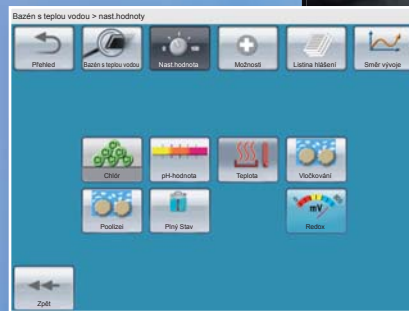 Bazén s teplou vodou > nast.hodnoty
Přehled
Bazén s teplou vodou
Nast.hodnota
Možnosti
Listina hlášení
Směr vývoje
Chlór
pH-hodnota
Teplota
Vločkování
mV
Poolizei
Plný Stav
Redox
Zpět